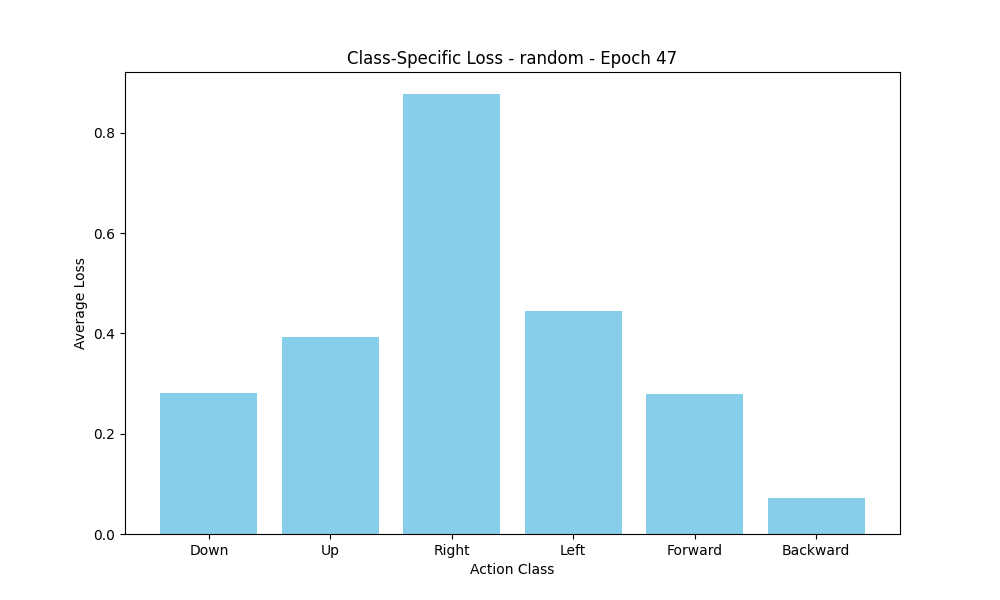 Class-Specific Loss - random - Epoch 47
Average Loss
0.8
0.6
0.4
0.2
0.0
Down Up Right Left Forward Backward
Action Class